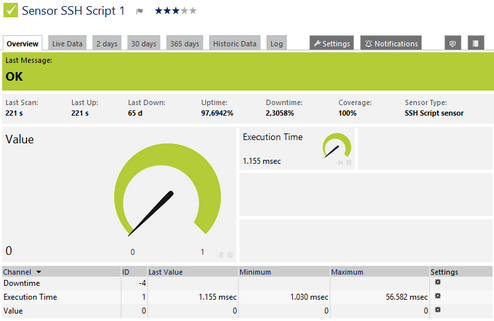 Sensor SSH Script 1
Overview Live Data 2 days 30 days 365 days Historic Data Log Settings Notifications
Last Message:
OK
Last Scan: Last Up: Last Down: Uptime: Downtime: Coverage: Sensor Type:
221 s 221 s 65 d 97,6942% 2,3058% 100% SSH Script sensor
Value
0
0 1
Execution Time
1.155 msec
Channel ID Last Value Minimum Maximum Settings
Downtime -4
Execution Time 1 1.155 msec 1.030 msec 56.582 msec
Value 0 0 0 0